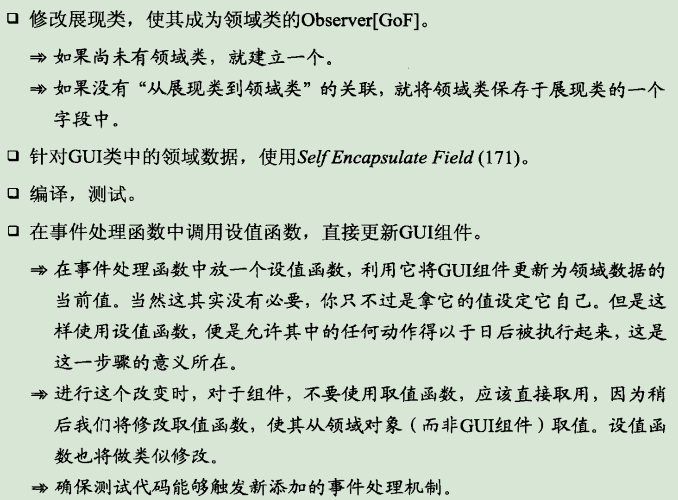 ❑ 修改展现类，使其成为领域类的Observer[GoF]。
⇒ 如果尚未有领域类，就建立一个。
⇒ 如果没有“从展现类到领域类”的关联，就将领域类保存于展现类的一个
字段中。
❑ 针对GUI类中的领域数据，使用Self Encapsulate Field (171)。
❑ 编译，测试。
❑ 在事件处理函数中调用设值函数，直接更新GUI组件。
⇒ 在事件处理函数中放一个设值函数，利用它将GUI组件更新为领域数据的
当前值。当然这其实没有必要，你只不过是拿它的值设定它自己。但是这
样使用设值函数，便是允许其中的任何动作得以于日后被执行起来，这是
这一步骤的意义所在。
⇒ 进行这个改变时，对于组件，不要使用取值函数，应该直接取用，因为稍
后我们将修改取值函数，使其从领域对象（而非GUI组件）取值。设值函
数也将做类似修改。
⇒ 确保测试代码能够触发新添加的事件处理机制。